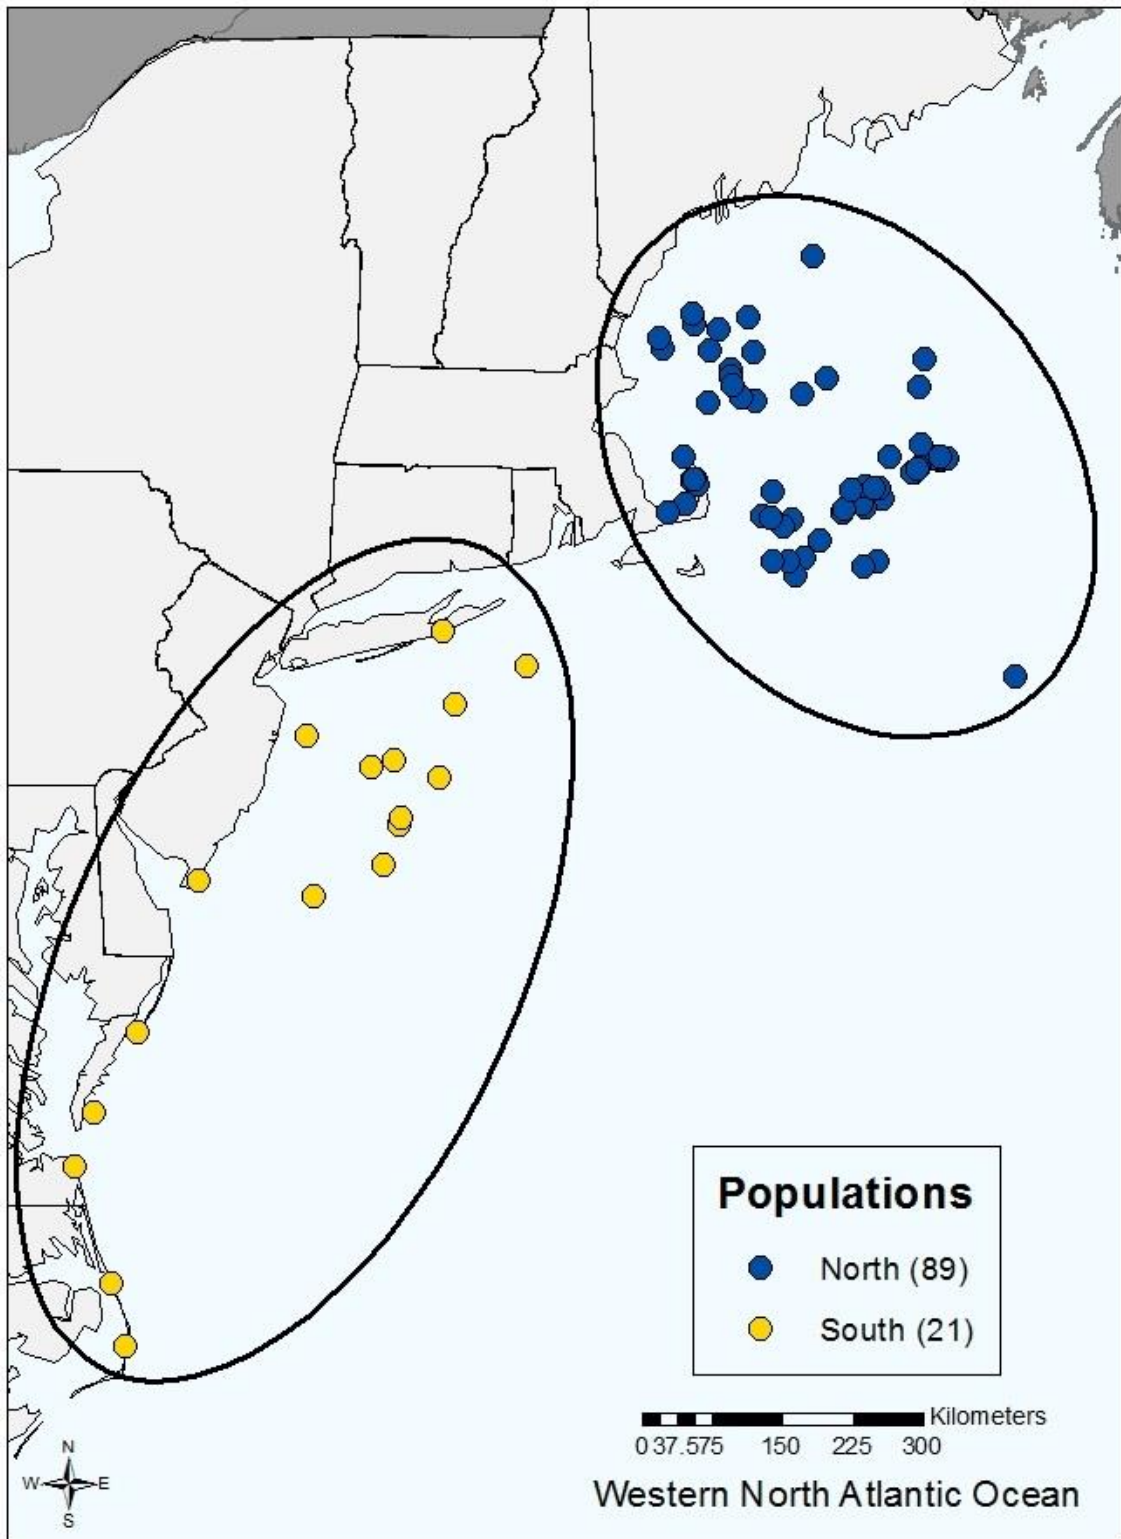 Populations
North (89)
South (21)
Kilometers
0 37.575 150 225 300
N
W E
S
Western North Atlantic Ocean